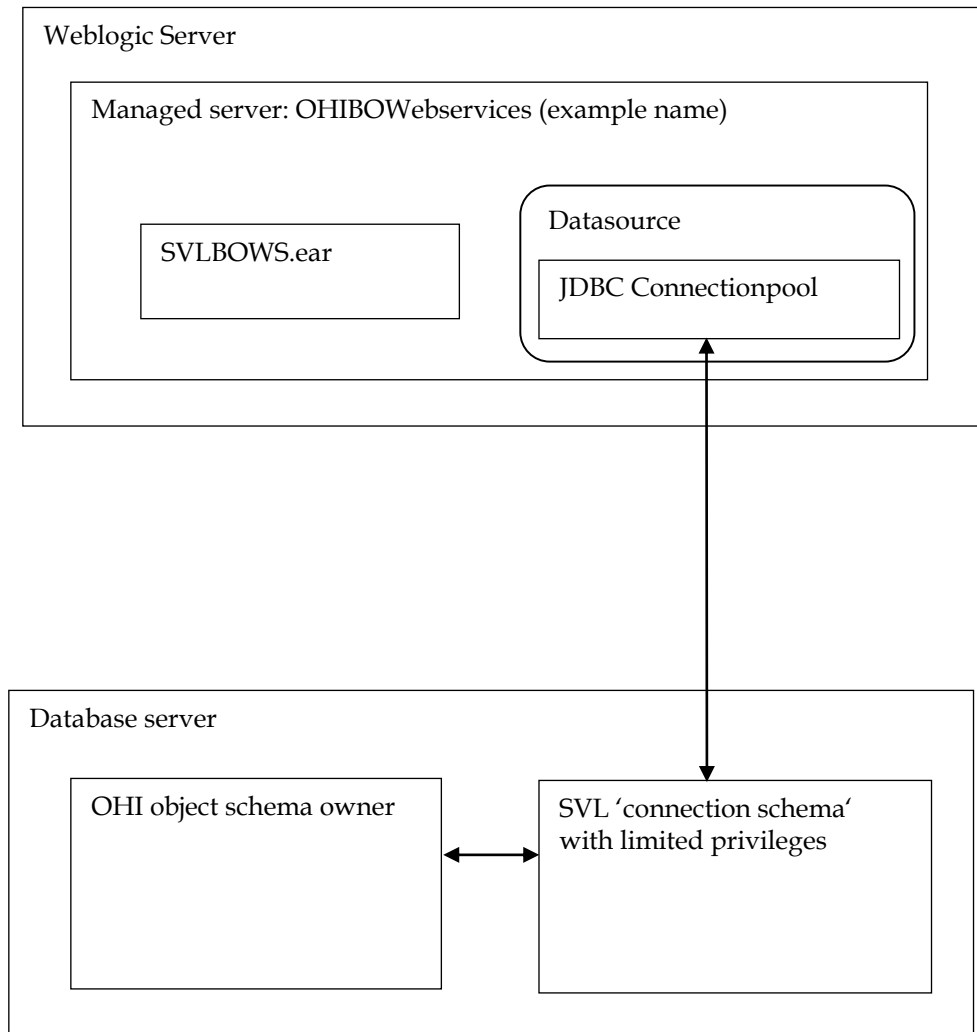 Weblogic Server
Managed server: OHIBOWebservices (example name)
SVLBOWS.ear
Datasource
JDBC Connectionpool
Database server
OHI object schema owner
SVL ‘connection schema‘
with limited privileges